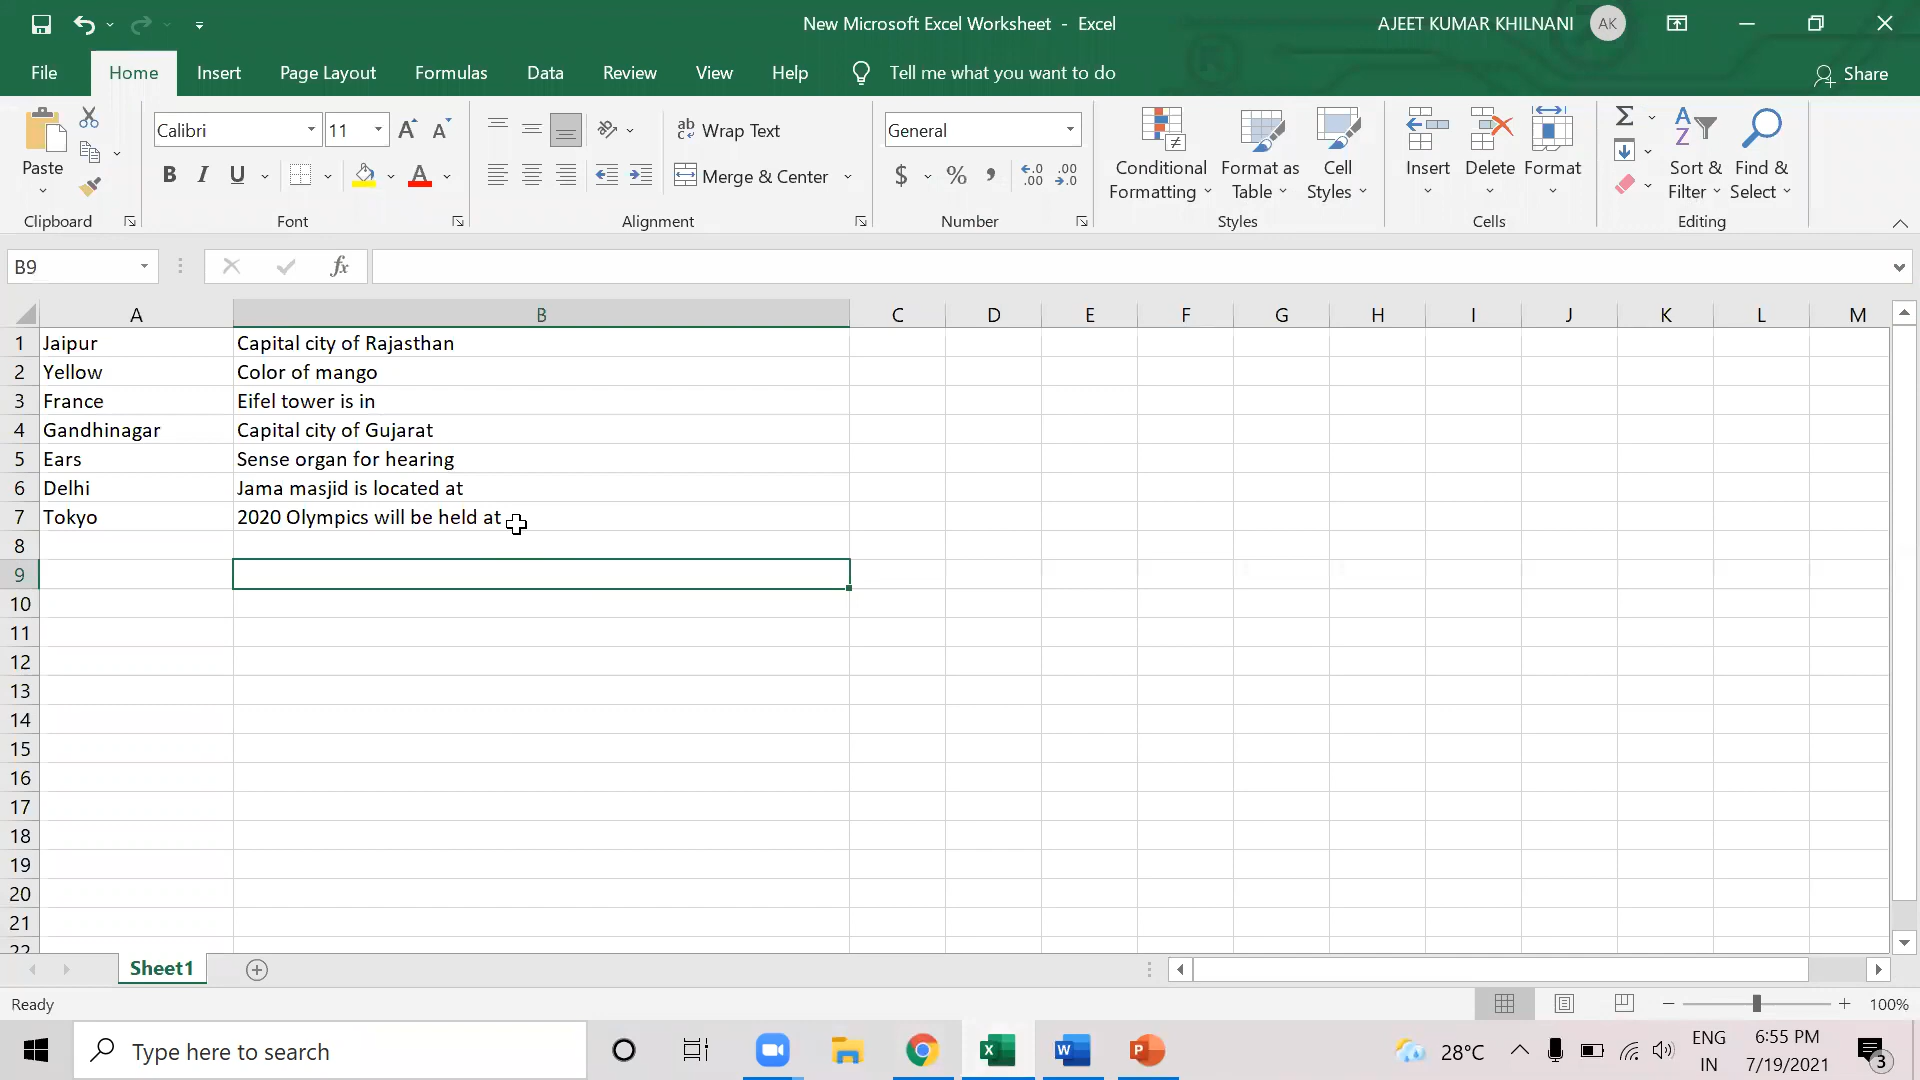 New Microsoft Excel Worksheet - Excel
AJEET KUMAR KHILNANI
AK
File
Home
Insert
Page Layout
Formulas
Data
Review
View
Help
Tell me what you want to do
Share
Paste
Clipboard
Calibri
11
A
A
B
I
U
A
Font
ab
Wrap Text
Merge & Center
Alignment
General
$
%
,
.00
.00
Number
Conditional
Formatting
Format as
Table
Cell
Styles
Styles
Insert
Delete
Format
Cells
Σ
Sort &
Filter
Find &
Select
Editing
B9
fx
A B C D E F G H I J K L M
1 Jaipur Capital city of Rajasthan
2 Yellow Color of mango
3 France Eifel tower is in
4 Gandhinagar Capital city of Gujarat
5 Ears Sense organ for hearing
6 Delhi Jama masjid is located at
7 Tokyo 2020 Olympics will be held at
8
9
10
11
12
13
14
15
16
17
18
19
20
21
22
Sheet1
Ready
100%
Type here to search
28°C
ENG
IN
6:55 PM
7/19/2021
3